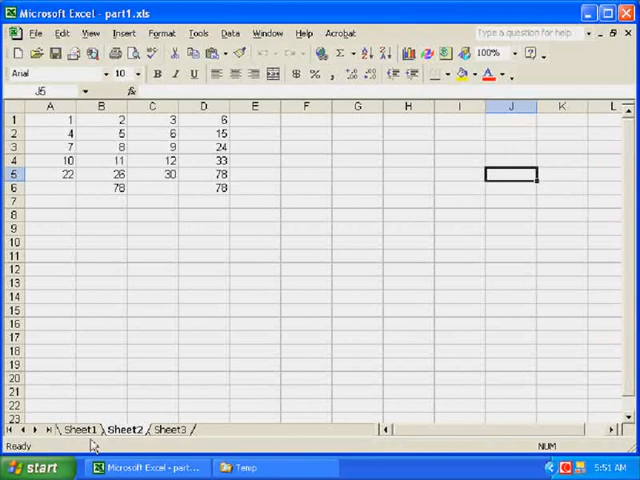 Microsoft Excel - part1.xls
File Edit View Insert Format Tools Data Window Help Acrobat Type a question for help
100%
Arial 10 B I U $ % ,
J5 fx
A B C D E F G H I J K L
1 1 2 3 6
2 4 5 6 15
3 7 8 9 24
4 10 11 12 33
5 22 26 30 78
6 78 78
7
8
9
10
11
12
13
14
15
16
17
18
19
20
21
22
23
Sheet1 Sheet2 Sheet3
Ready NUM
start Microsoft Excel - part... Temp 5:51 AM